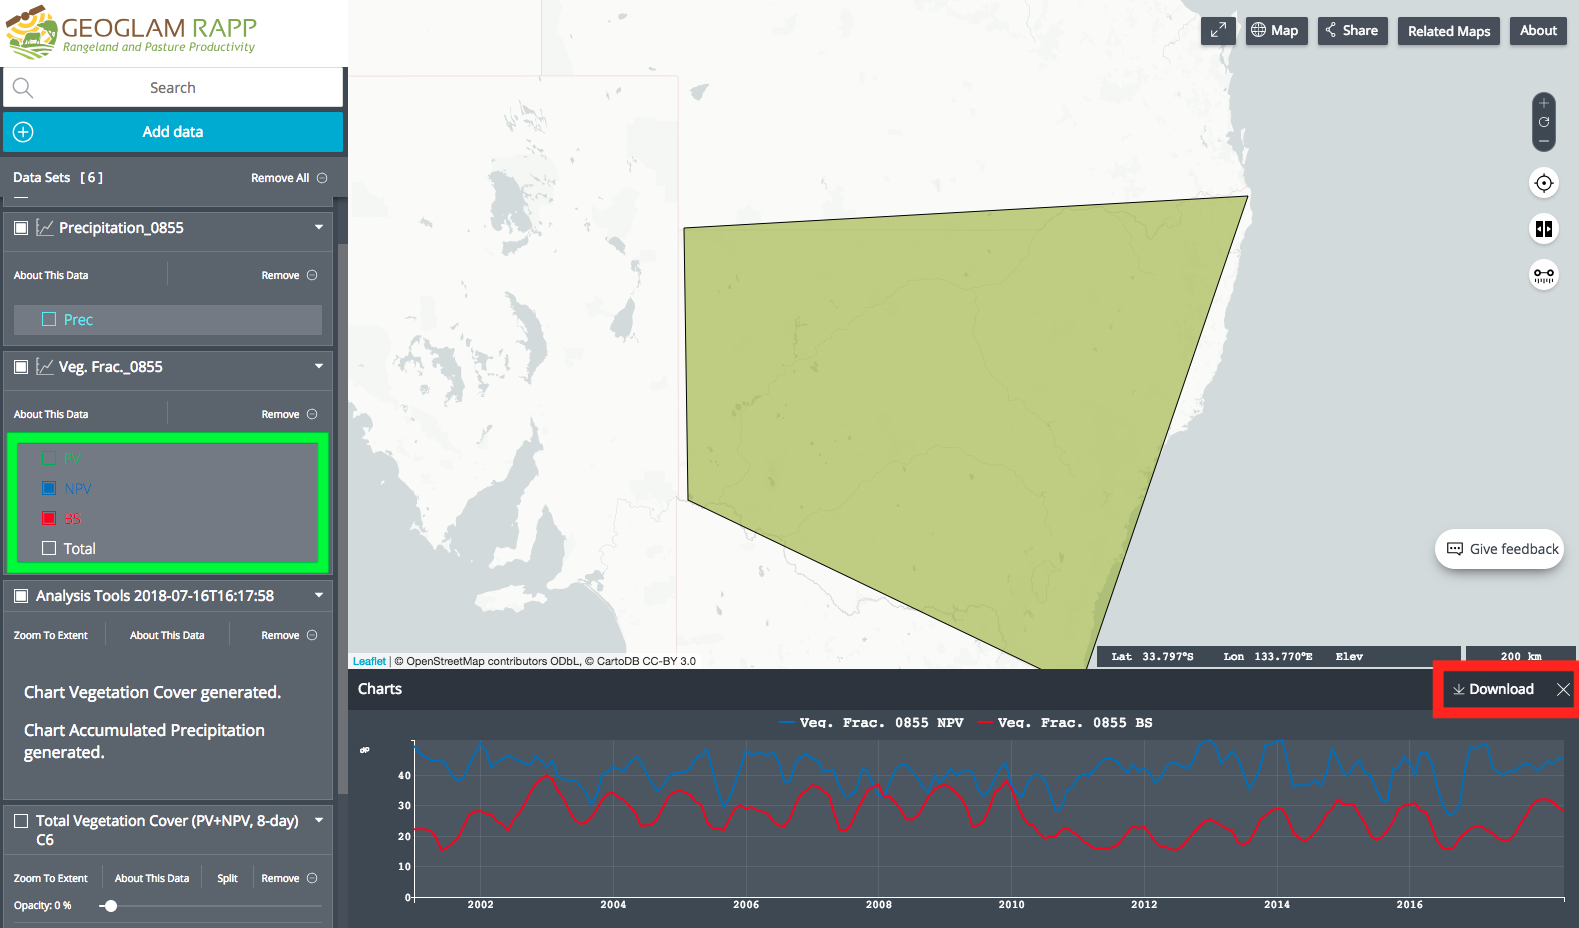 GEOGLAM RAPP
Rangeland and Pasture Productivity
Search
Add data
Data Sets [ 6 ]
Remove All
Precipitation_0855
About This Data
Remove
Prec
Veg. Frac._0855
About This Data
Remove
PV
NPV
BS
Total
Analysis Tools 2018-07-16T16:17:58
Zoom To Extent
About This Data
Remove
Chart Vegetation Cover generated.
Chart Accumulated Precipitation
generated.
Total Vegetation Cover (PV+NPV, 8-day)
C6
Zoom To Extent
About This Data
Split
Remove
Opacity: 0 %
Map
Share
Related Maps
About
Give feedback
Leaflet | © OpenStreetMap contributors ODbL, © CartoDB CC-BY 3.0
Lat 33.797°S Lon 133.770°E Elev
200 km
Charts
Download
Veg. Frac. 0855 NPV
Veg. Frac. 0855 BS
40
30
20
10
0
2002
2004
2006
2008
2010
2012
2014
2016